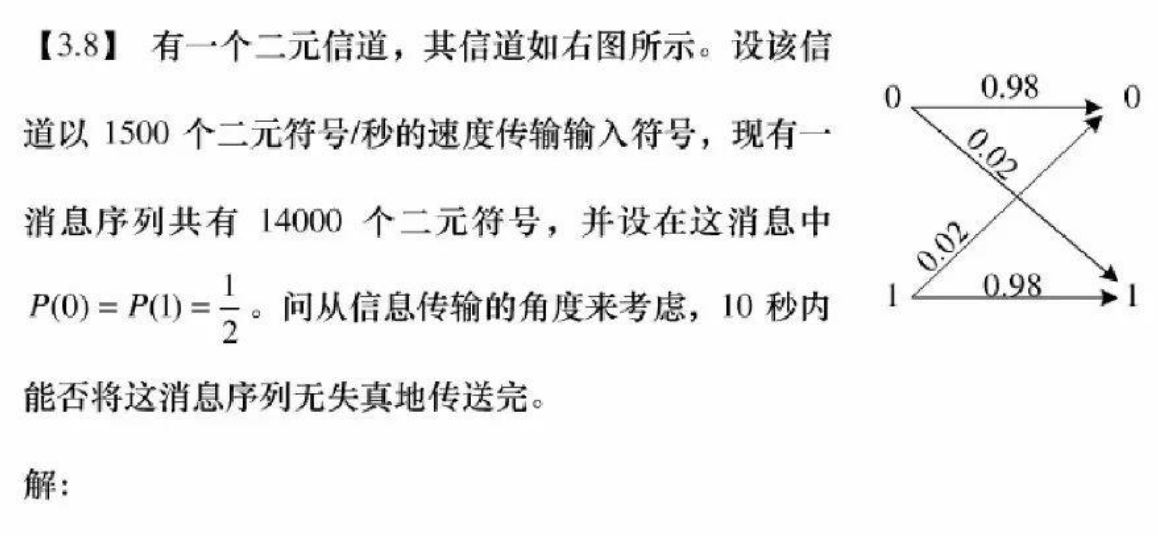 【3.8】 有一个二元信道，其信道如右图所示。设该信
道以 1500 个二元符号/秒的速度传输输入符号，现有一
消息序列共有 14000 个二元符号，并设在这消息中
P(0) = P(1) = 1/2 。问从信息传输的角度来考虑，10 秒内
能否将这消息序列无失真地传送完。
解：
0 0.98 0
0.02
0.02
1 0.98 1